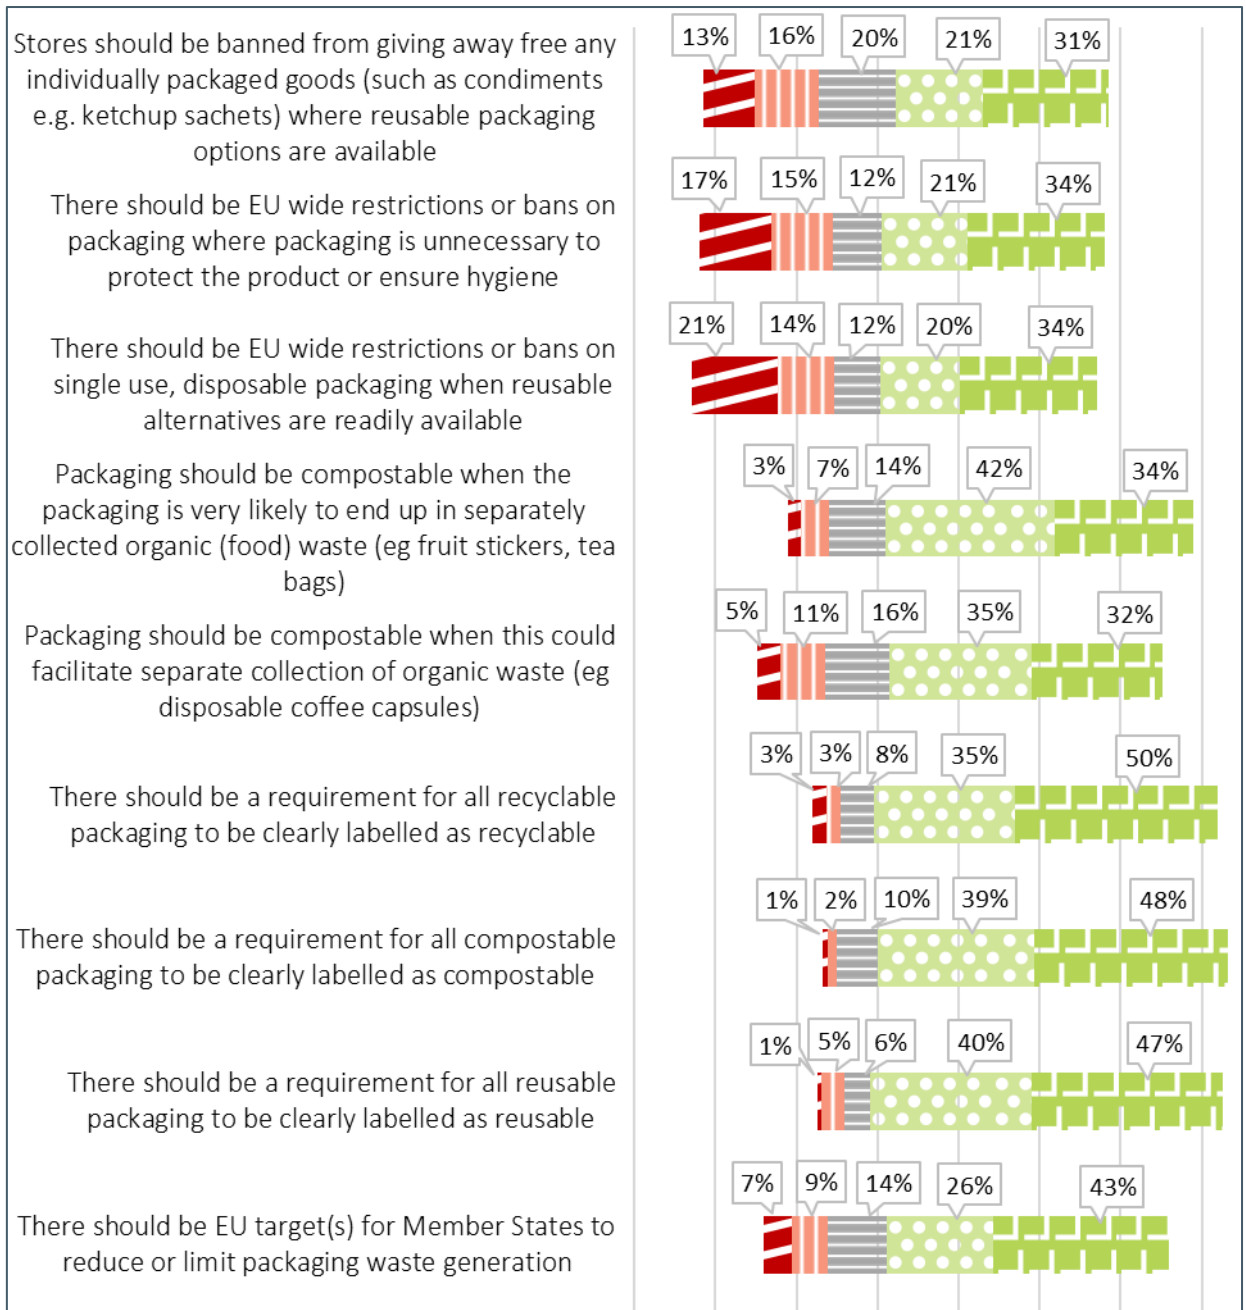 13% 16% 20% 21% 31%
Stores should be banned from giving away free any
individually packaged goods (such as condiments
e.g. ketchup sachets) where reusable packaging
options are available
17% 15% 12% 21% 34%
There should be EU wide restrictions or bans on
packaging where packaging is unnecessary to
protect the product or ensure hygiene
21% 14% 12% 20% 34%
There should be EU wide restrictions or bans on
single use, disposable packaging when reusable
alternatives are readily available
3% 7% 14% 42% 34%
Packaging should be compostable when the
packaging is very likely to end up in separately
collected organic (food) waste (eg fruit stickers, tea
bags)
5% 11% 16% 35% 32%
Packaging should be compostable when this could
facilitate separate collection of organic waste (eg
disposable coffee capsules)
3% 3% 8% 35% 50%
There should be a requirement for all recyclable
packaging to be clearly labelled as recyclable
1% 2% 10% 39% 48%
There should be a requirement for all compostable
packaging to be clearly labelled as compostable
1% 5% 6% 40% 47%
There should be a requirement for all reusable
packaging to be clearly labelled as reusable
7% 9% 14% 26% 43%
There should be EU target(s) for Member States to
reduce or limit packaging waste generation